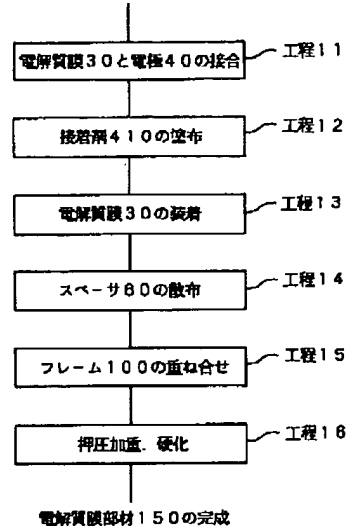 電解質膜30と電極40の接合
工程11
接着剤410の塗布
工程12
電解質膜30の装着
工程13
スペーサ60の散布
工程14
フレーム100の重ね合せ
工程15
押圧加重、硬化
工程16
電解質膜部材150の完成